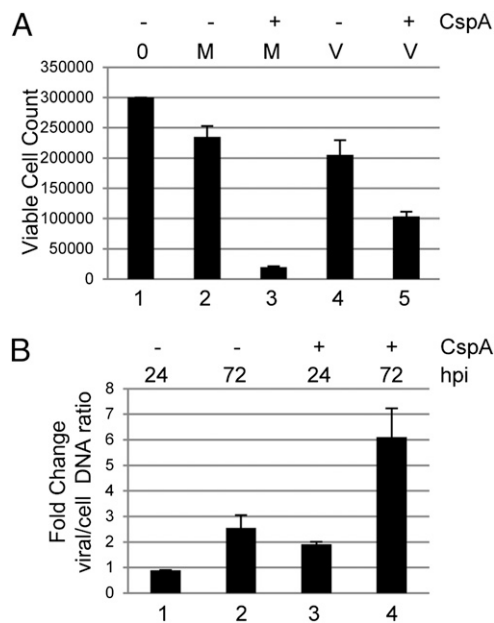 A
- - + - + CspA
0 M M V V
350000
300000
250000
200000
150000
100000
50000
0
Viable Cell Count
1 2 3 4 5
B
- - + + CspA
24 72 24 72 hpi
8
7
6
5
4
3
2
1
0
Fold Change
viral/cell DNA ratio
1 2 3 4